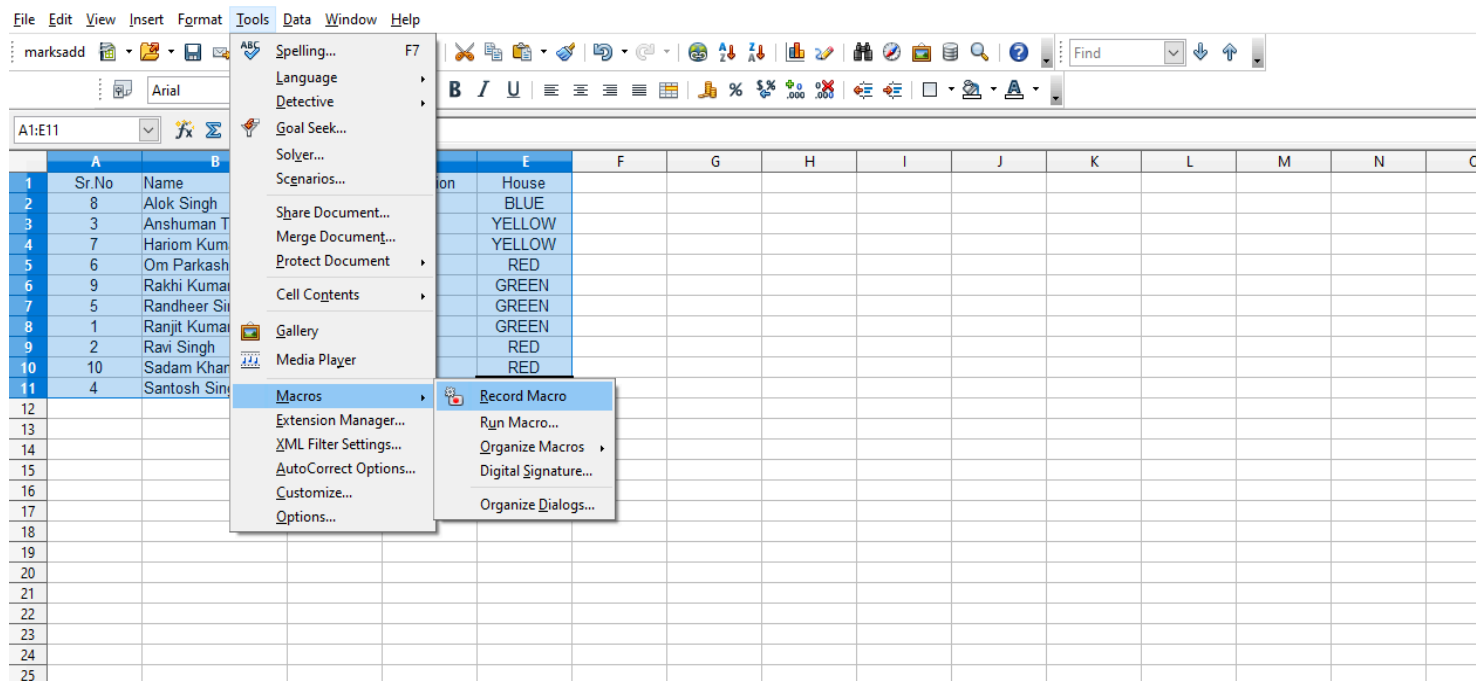 File Edit View Insert Format Tools Data Window Help
marksadd Find
Arial B I U
A1:E11
Spelling... F7
Language
Detective
Goal Seek...
Solver...
Scenarios...
Share Document...
Merge Document...
Protect Document
Cell Contents
Gallery
Media Player
Macros
Extension Manager...
XML Filter Settings...
AutoCorrect Options...
Customize...
Options...
Record Macro
Run Macro...
Organize Macros
Digital Signature...
Organize Dialogs...
A B E F G H I J K L M N
1 Sr.No Name ion House
2 8 Alok Singh BLUE
3 3 Anshuman T YELLOW
4 7 Hariom Kum YELLOW
5 6 Om Parkash RED
6 9 Rakhi Kumar GREEN
7 5 Randheer Si GREEN
8 1 Ranjit Kumar GREEN
9 2 Ravi Singh RED
10 10 Sadam Khan RED
11 4 Santosh Sing
12
13
14
15
16
17
18
19
20
21
22
23
24
25